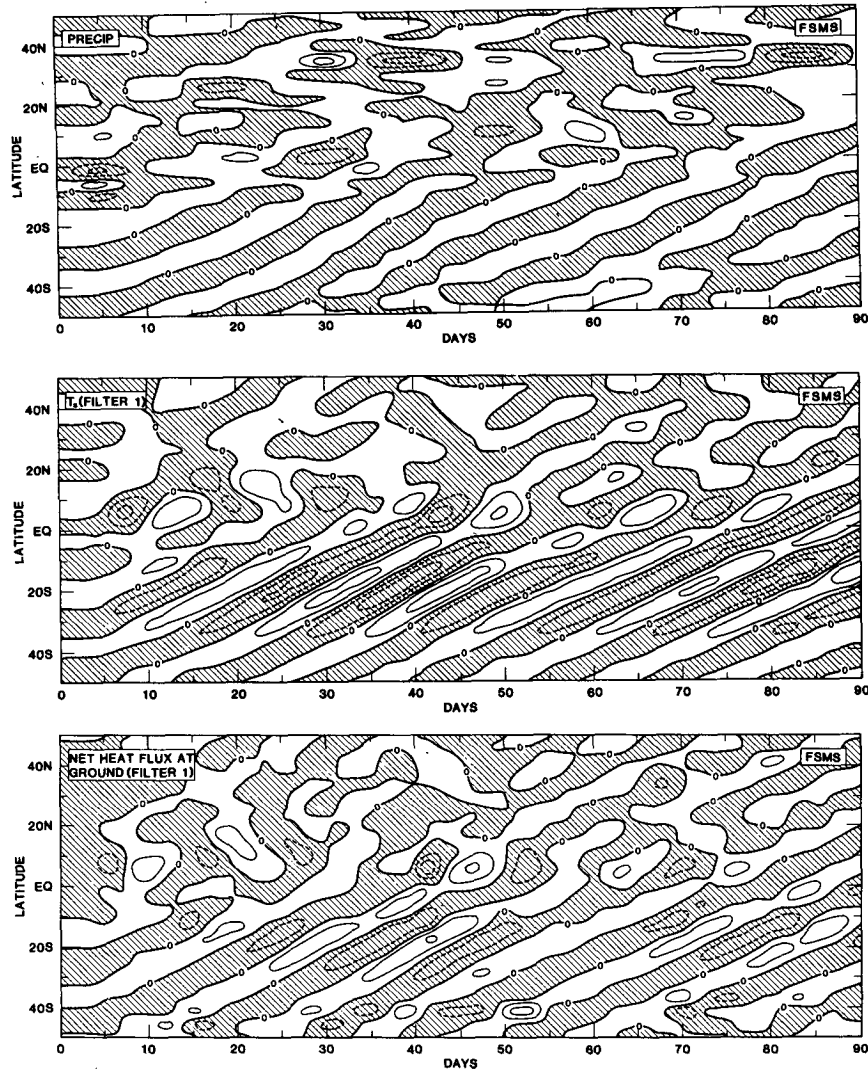 PRECIP
FSMS
40N
20N
EQ
20S
40S
LATITUDE
0 10 20 30 40 50 60 70 80 90
DAYS
Tₛ (FILTER 1)
FSMS
40N
20N
EQ
20S
40S
LATITUDE
0 10 20 30 40 50 60 70 80 90
DAYS
NET HEAT FLUX AT
GROUND (FILTER 1)
FSMS
40N
20N
EQ
20S
40S
LATITUDE
0 10 20 30 40 50 60 70 80 90
DAYS